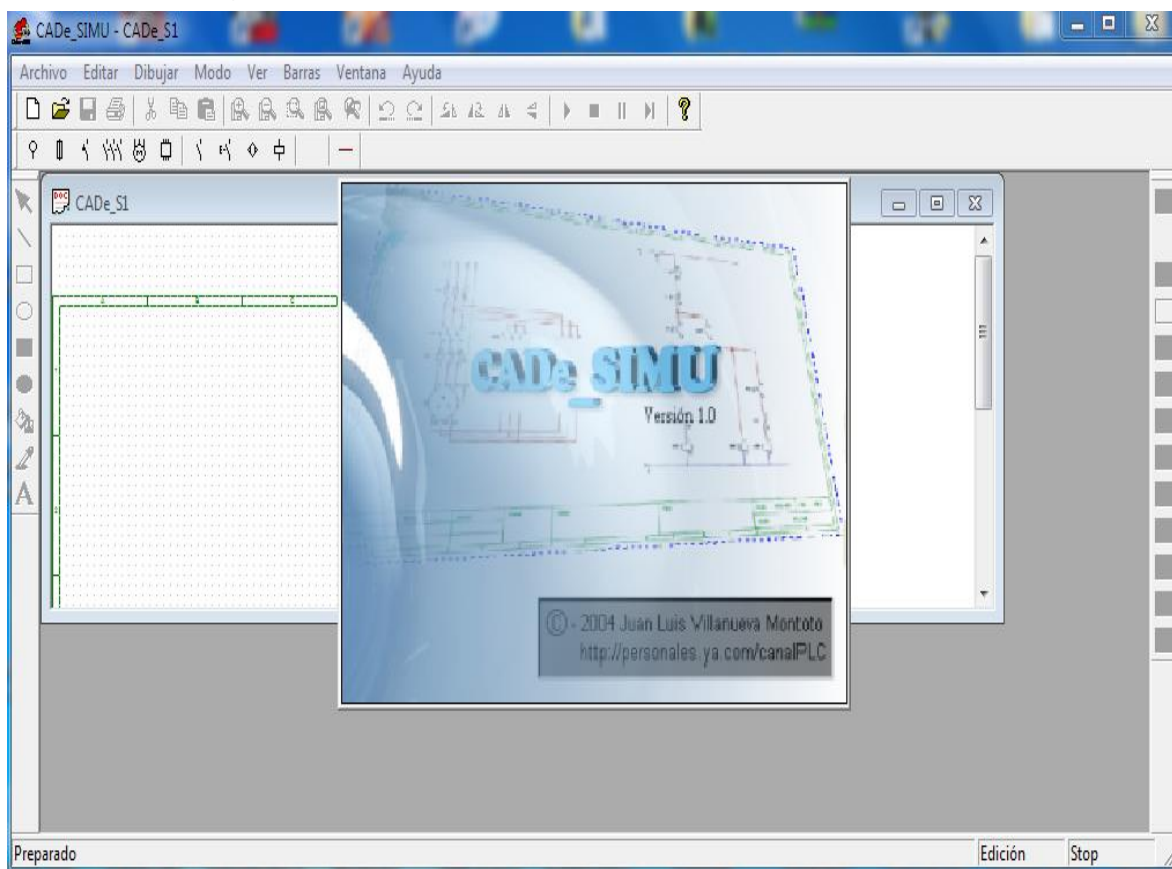 CADe_SIMU - CADe_S1
Archivo Editar Dibujar Modo Ver Barras Ventana Ayuda
CADe_S1
A B C
CADe_SIMU
Versión 1.0
© - 2004 Juan Luis Villanueva Montoto
http://personales.ya.com/canalPLC
A
Preparado Edición Stop